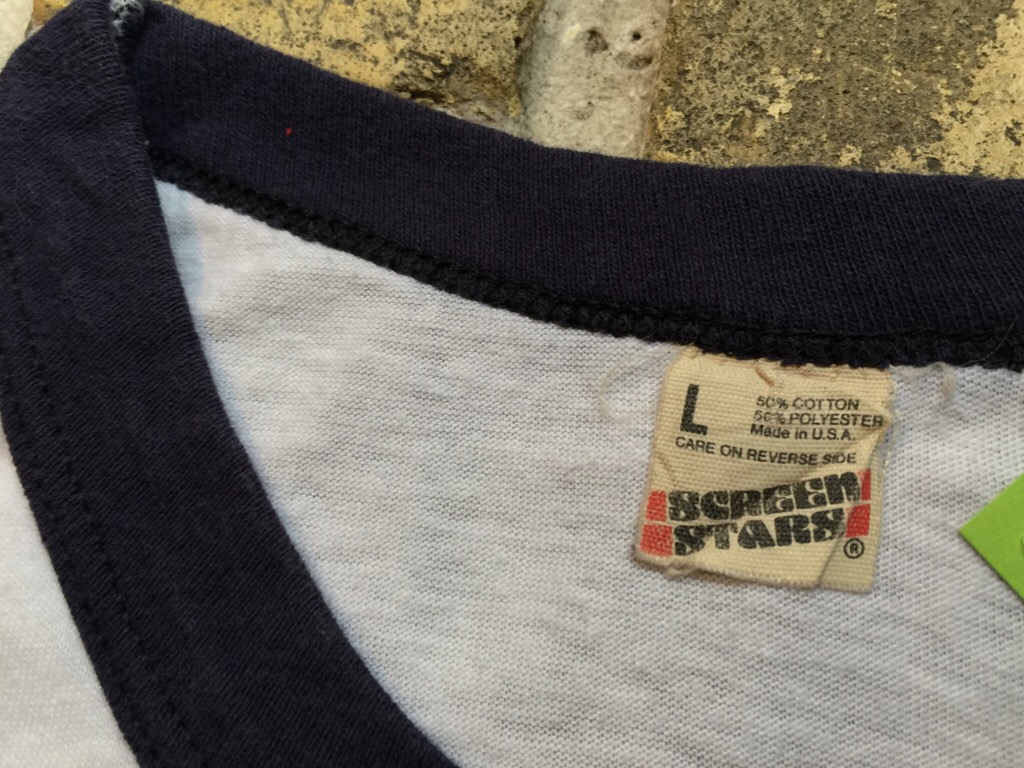 L
50% COTTON
50% POLYESTER
Made in U.S.A.
CARE ON REVERSE SIDE
SCREEN
STARS
®